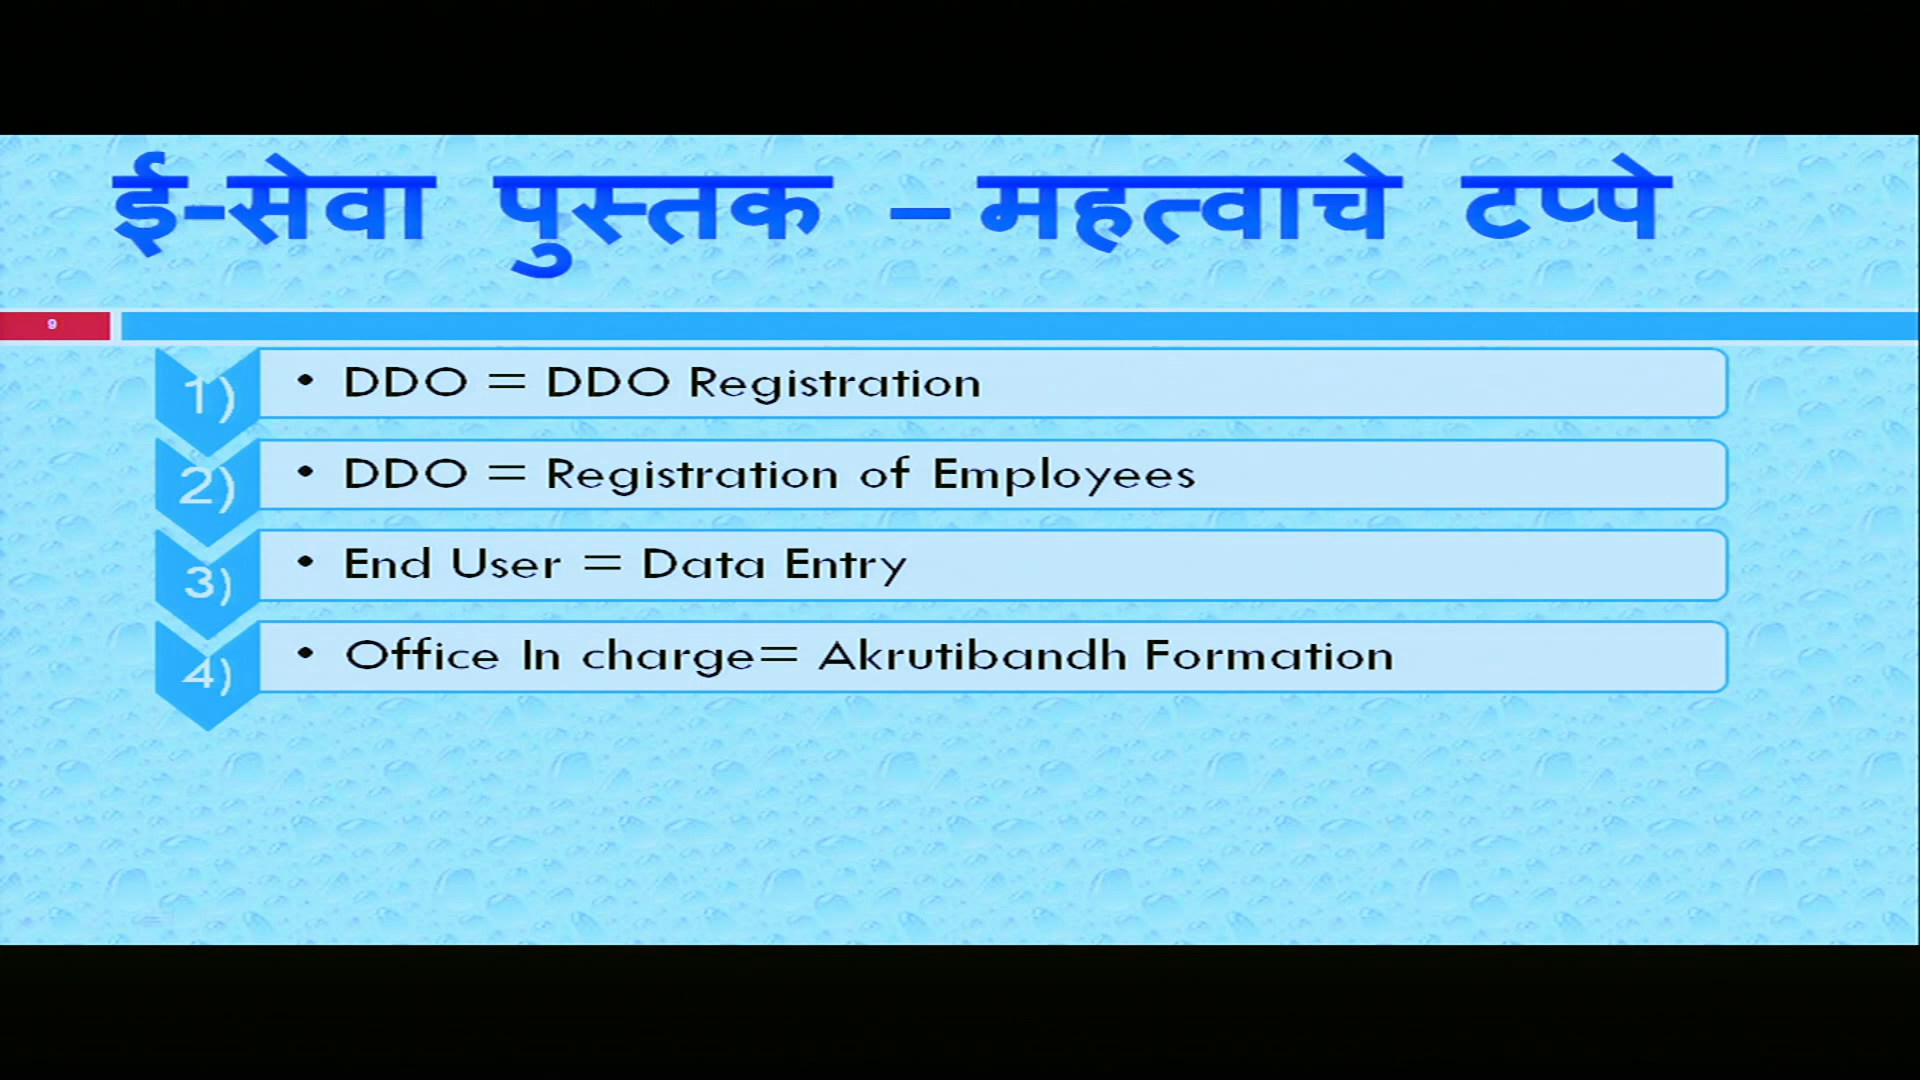 ई-सेवा पुस्तक – महत्वाचे टप्पे
9
1) • DDO = DDO Registration
2) • DDO = Registration of Employees
3) • End User = Data Entry
4) • Office In charge= Akrutibandh Formation